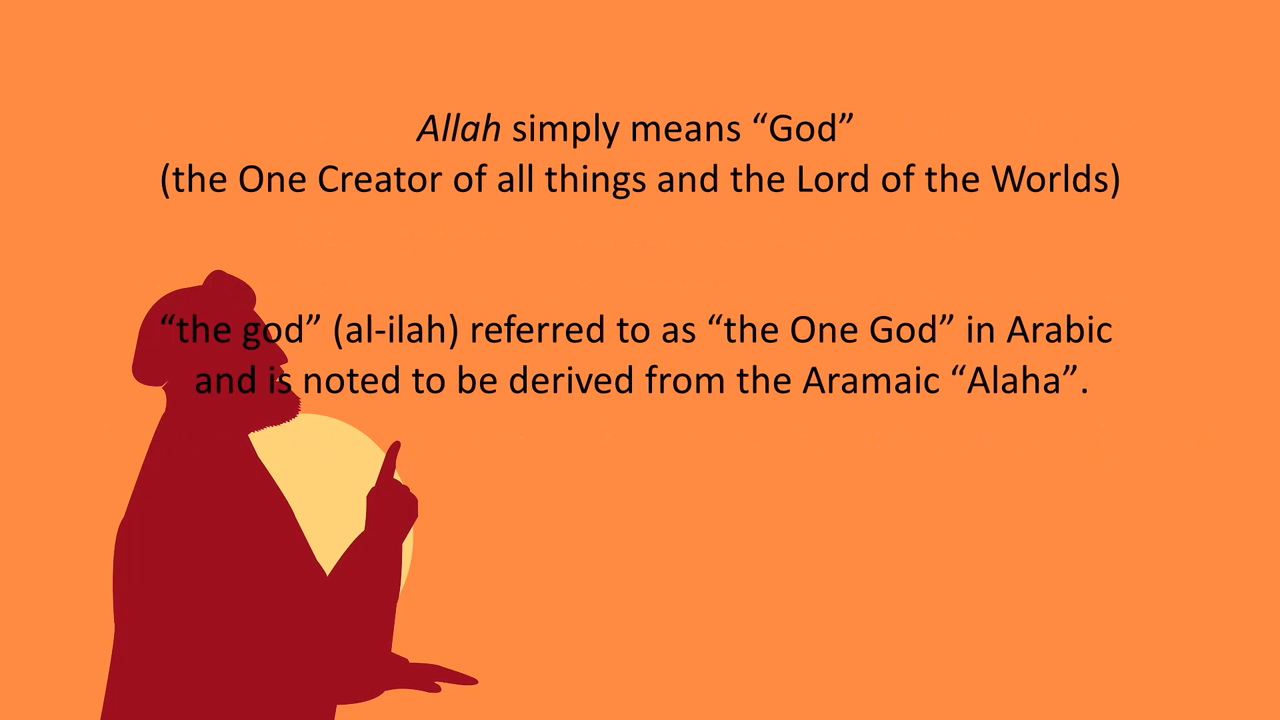 Allah simply means “God”
(the One Creator of all things and the Lord of the Worlds)
“the god” (al-ilah) referred to as “the One God” in Arabic
and is noted to be derived from the Aramaic “Alaha”.